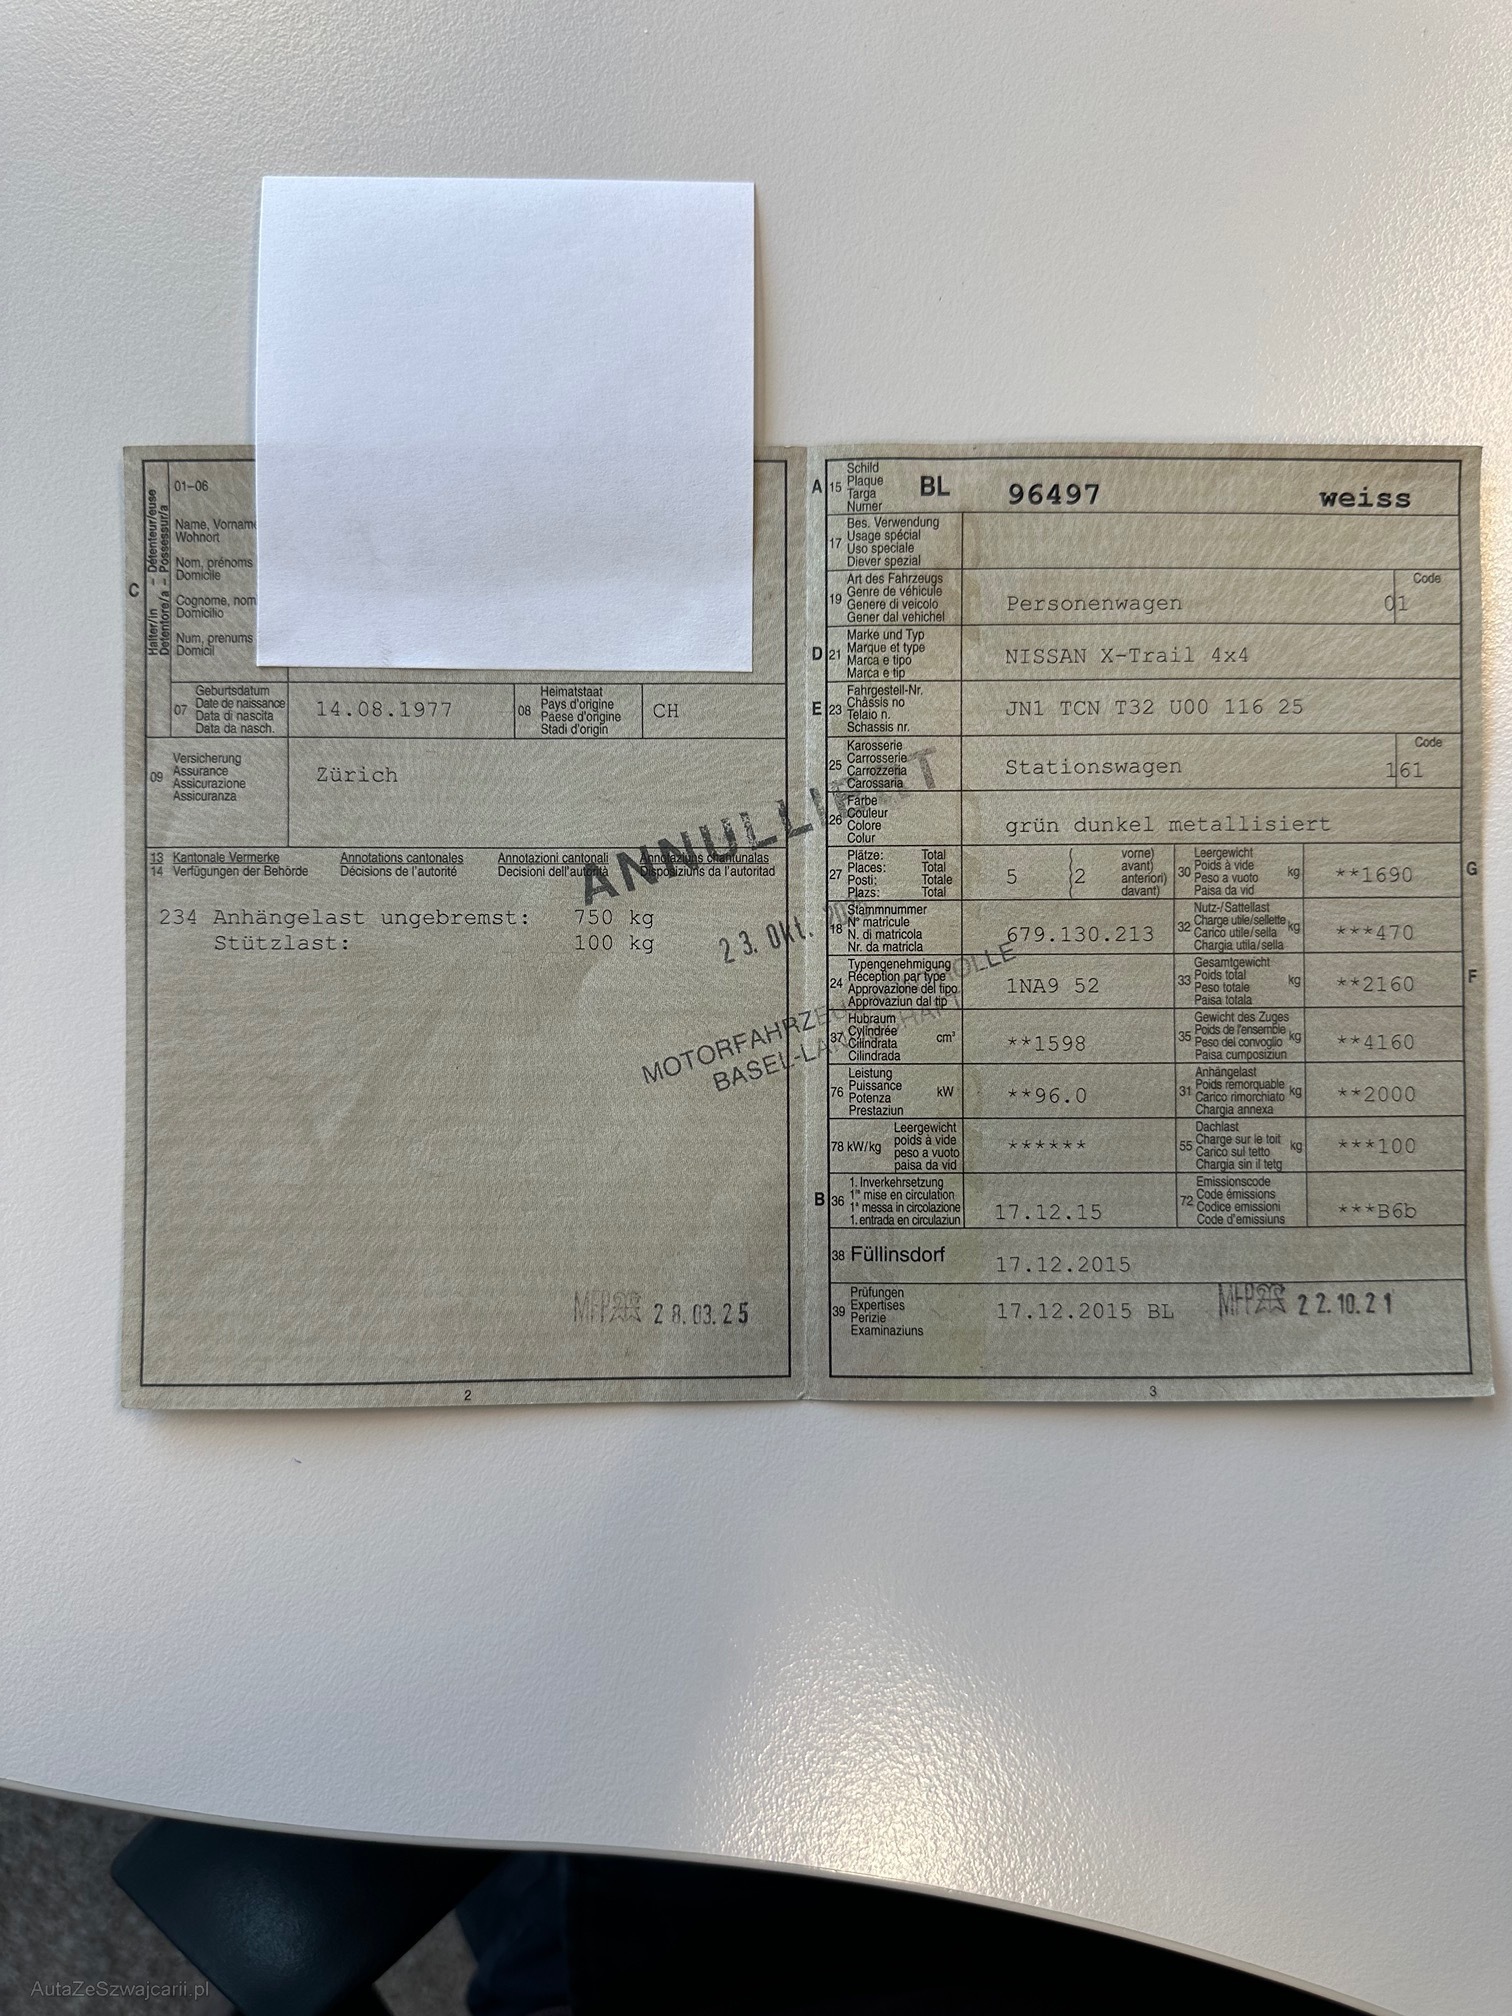 Halter/in – Détenteur/euse
Detentore/a – Possessur/a
C
01-06
Name, Vorname
Wohnort
Nom, prénoms
Domicile
Cognome, nom
Domicilio
Num, prenums
Domicil
07
Geburtsdatum
Date de naissance
Data di nascita
Data da nasch.
14.08.1977
08
Heimatstaat
Pays d'origine
Paese d'origine
Stadi d'origin
CH
09
Versicherung
Assurance
Assicurazione
Assicuranza
Zürich
13 Kantonale Vermerke Annotations cantonales Annotazioni cantonali Annotaziuns chantunalas
14 Verfügungen der Behörde Décisions de l'autorité Decisioni dell'autorità Disposiziuns da l'autoritad
234 Anhängelast ungebremst: 750 kg
Stützlast: 100 kg
ANNULLIERT
23. Okt.
MOTORFAHRZEUGKONTROLLE
BASEL-LANDSCHAFT
MFP 28.03.25
2
A 15
Schild
Plaque
Targa
Numer
BL 96497 weiss
17
Bes. Verwendung
Usage spécial
Uso speciale
Diever spezial
19
Art des Fahrzeugs
Genre de véhicule
Genere di veicolo
Gener dal vehichel
Personenwagen
Code
01
D 21
Marke und Typ
Marque et type
Marca e tipo
Marca e tip
NISSAN X-Trail 4x4
E 23
Fahrgestell-Nr.
Châssis no
Telaio n.
Schassis nr.
JN1 TCN T32 U00 116 25
25
Karosserie
Carrosserie
Carrozzeria
Carossaria
Stationswagen
Code
161
26
Farbe
Couleur
Colore
Colur
grün dunkel metallisiert
27
Plätze: Total
Places: Total
Posti: Totale
Plazs: Total
5 (2
vorne)
avant)
anteriori)
davant)
30
Leergewicht
Poids à vide
Peso a vuoto
Paisa da vid
kg
**1690
G
18
Stammnummer
N° matricule
N. di matricola
Nr. da matricla
679.130.213
32
Nutz-/Sattellast
Charge utile/sellette
Carico utile/sella
Chargia utila/sella
kg
***470
24
Typengenehmigung
Réception par type
Approvazione del tipo
Approvaziun dal tip
1NA9 52
33
Gesamtgewicht
Poids total
Peso totale
Paisa totala
kg
**2160
F
37
Hubraum
Cylindrée
Cilindrata
Cilindrada
cm³
**1598
35
Gewicht des Zuges
Poids de l'ensemble
Peso del convoglio
Paisa cumposiziun
kg
**4160
76
Leistung
Puissance
Potenza
Prestaziun
kW
**96.0
31
Anhängelast
Poids remorquable
Carico rimorchiato
Chargia annexa
kg
**2000
78 kW/kg
Leergewicht
poids à vide
peso a vuoto
paisa da vid
******
55
Dachlast
Charge sur le toit
Carico sul tetto
Chargia sin il tetg
kg
***100
B 36
1. Inverkehrsetzung
1re mise en circulation
1a messa in circolazione
1. entrada en circulaziun
17.12.15
72
Emissionscode
Code émissions
Codice emissioni
Code d'emissiuns
***B6b
38 Füllinsdorf 17.12.2015
39
Prüfungen
Expertises
Perizie
Examinaziuns
17.12.2015 BL MFP 22.10.21
3
AutaZeSzwajcarii.pl